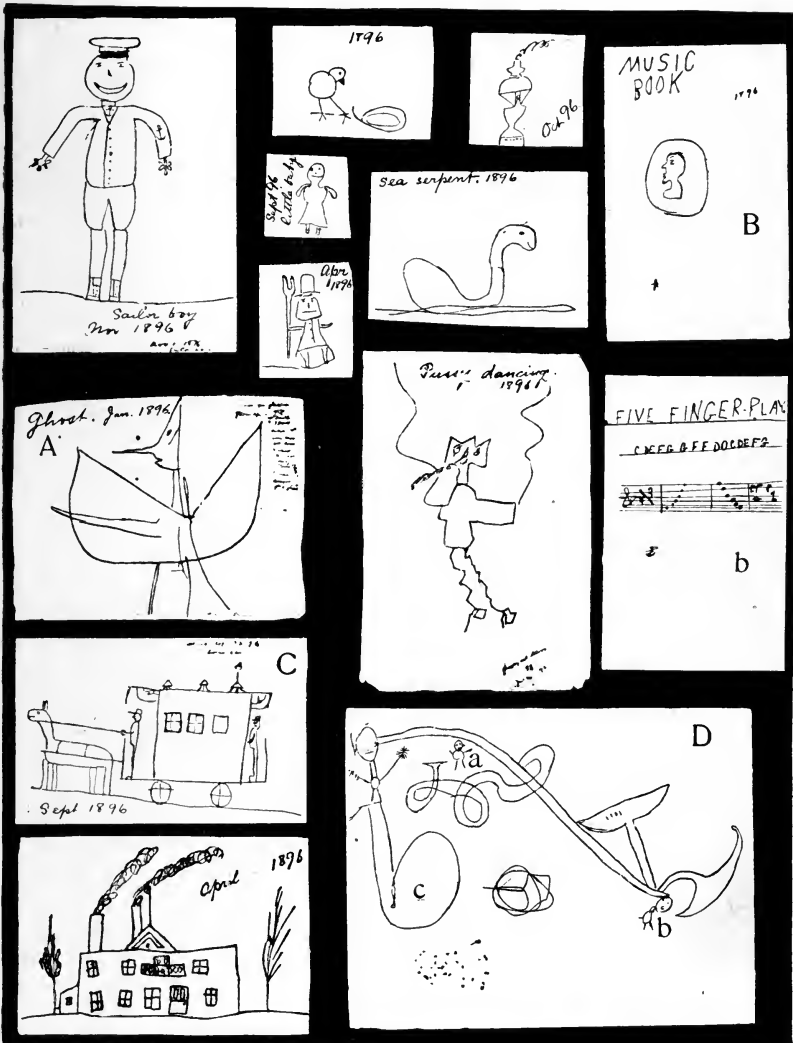 1896
Oct 96
MUSIC
BOOK
1896
B
Sept 96
little baby
Sea serpent. 1896
Apr
1896
Sailor boy
Nov 1896
Ghost. Jan. 1896
A
Pussy dancing.
1896
FIVE FINGER-PLAY
b
C
Sept 1896
D
a
c
b
1896
April